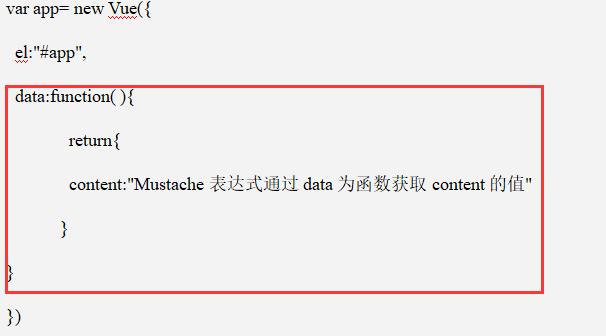 var app= new Vue({
el:"#app",
data:function( ){
return{
content:"Mustache 表达式通过 data 为函数获取 content 的值"
}
}
})